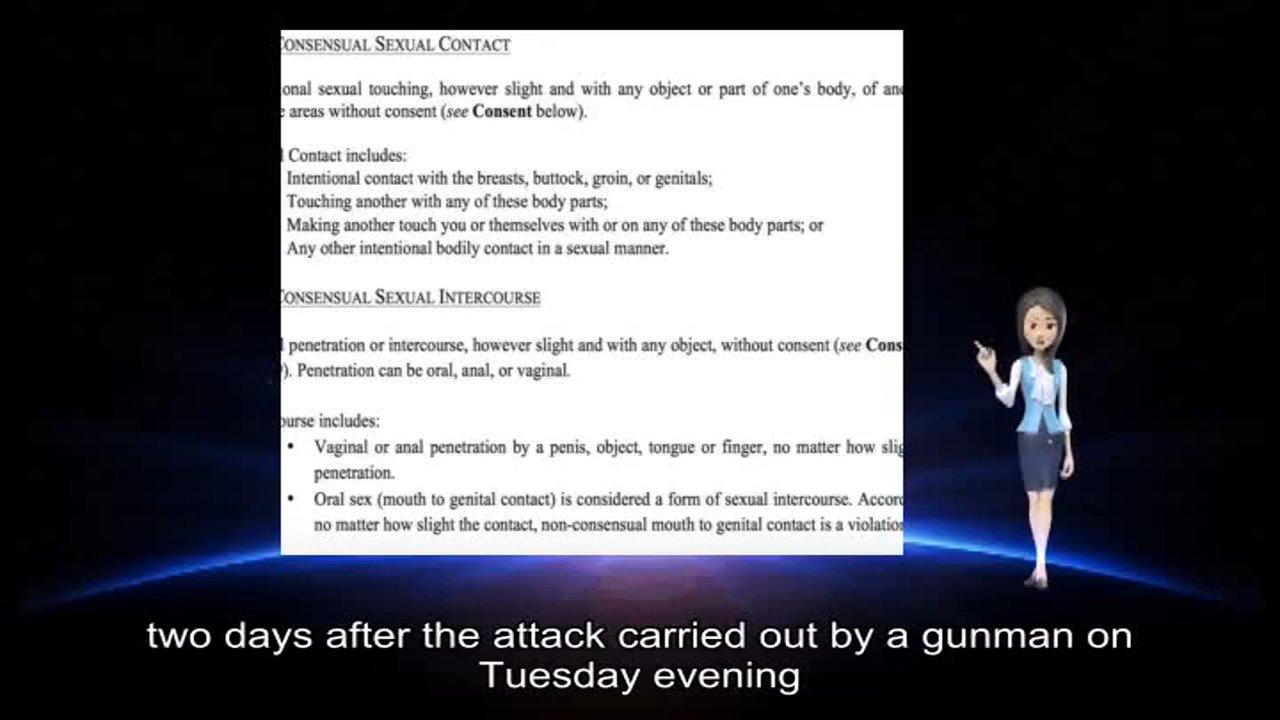 ONSENSUAL SEXUAL CONTACT
onal sexual touching, however slight and with any object or part of one's body, of an
areas without consent (see Consent below).
Contact includes:
Intentional contact with the breasts, buttock, groin, or genitals;
Touching another with any of these body parts;
Making another touch you or themselves with or on any of these body parts; or
Any other intentional bodily contact in a sexual manner.
ONSENSUAL SEXUAL INTERCOURSE
penetration or intercourse, however slight and with any object, without consent (see Cons
). Penetration can be oral, anal, or vaginal.
urse includes:
• Vaginal or anal penetration by a penis, object, tongue or finger, no matter how slig
penetration.
• Oral sex (mouth to genital contact) is considered a form of sexual intercourse. Accor
no matter how slight the contact, non-consensual mouth to genital contact is a violatio
two days after the attack carried out by a gunman on
Tuesday evening